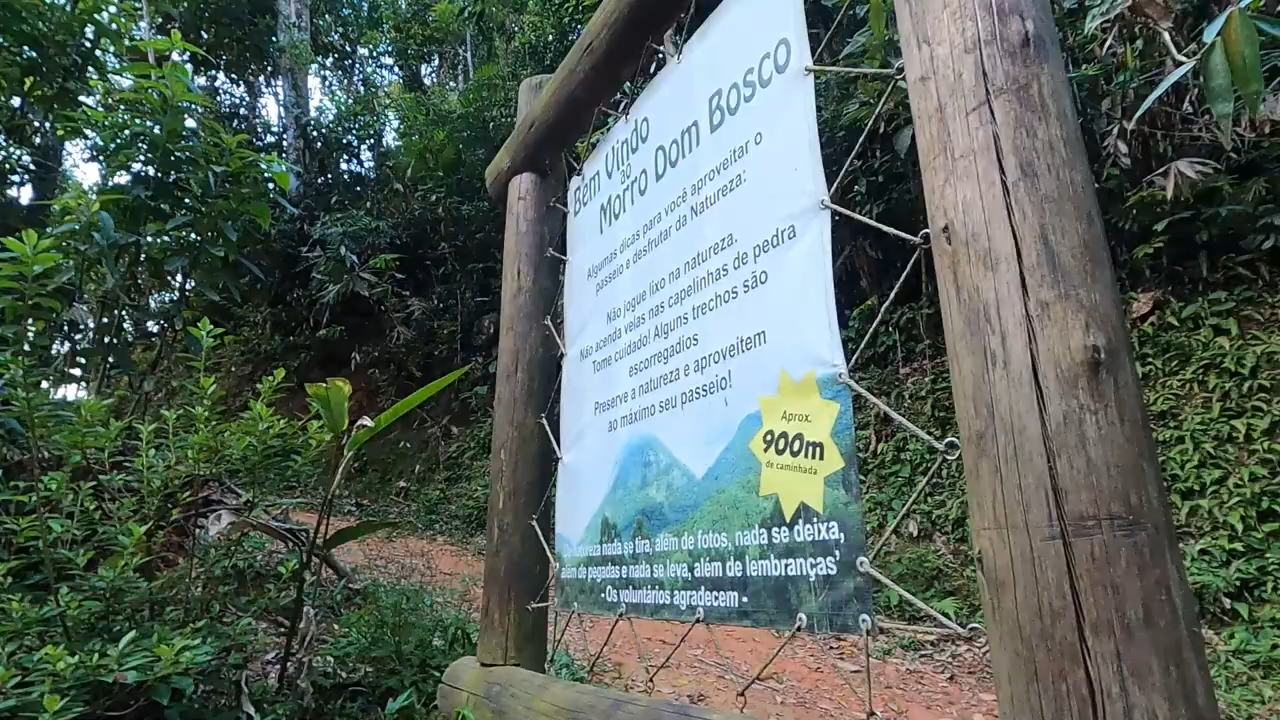 Bem Vindo
ao
Morro Dom Bosco
Algumas dicas para você aproveitar o
passeio e desfrutar da Natureza:
Não jogue lixo na natureza.
Não acenda velas nas capelinhas de pedra
Tome cuidado! Alguns trechos são
escorregadios
Preserve a natureza e aproveitem
ao máximo seu passeio!
Aprox.
900m
de caminhada
natureza nada se tira, além de fotos, nada se deixa,
além de pegadas e nada se leva, além de lembranças'
- Os voluntários agradecem -